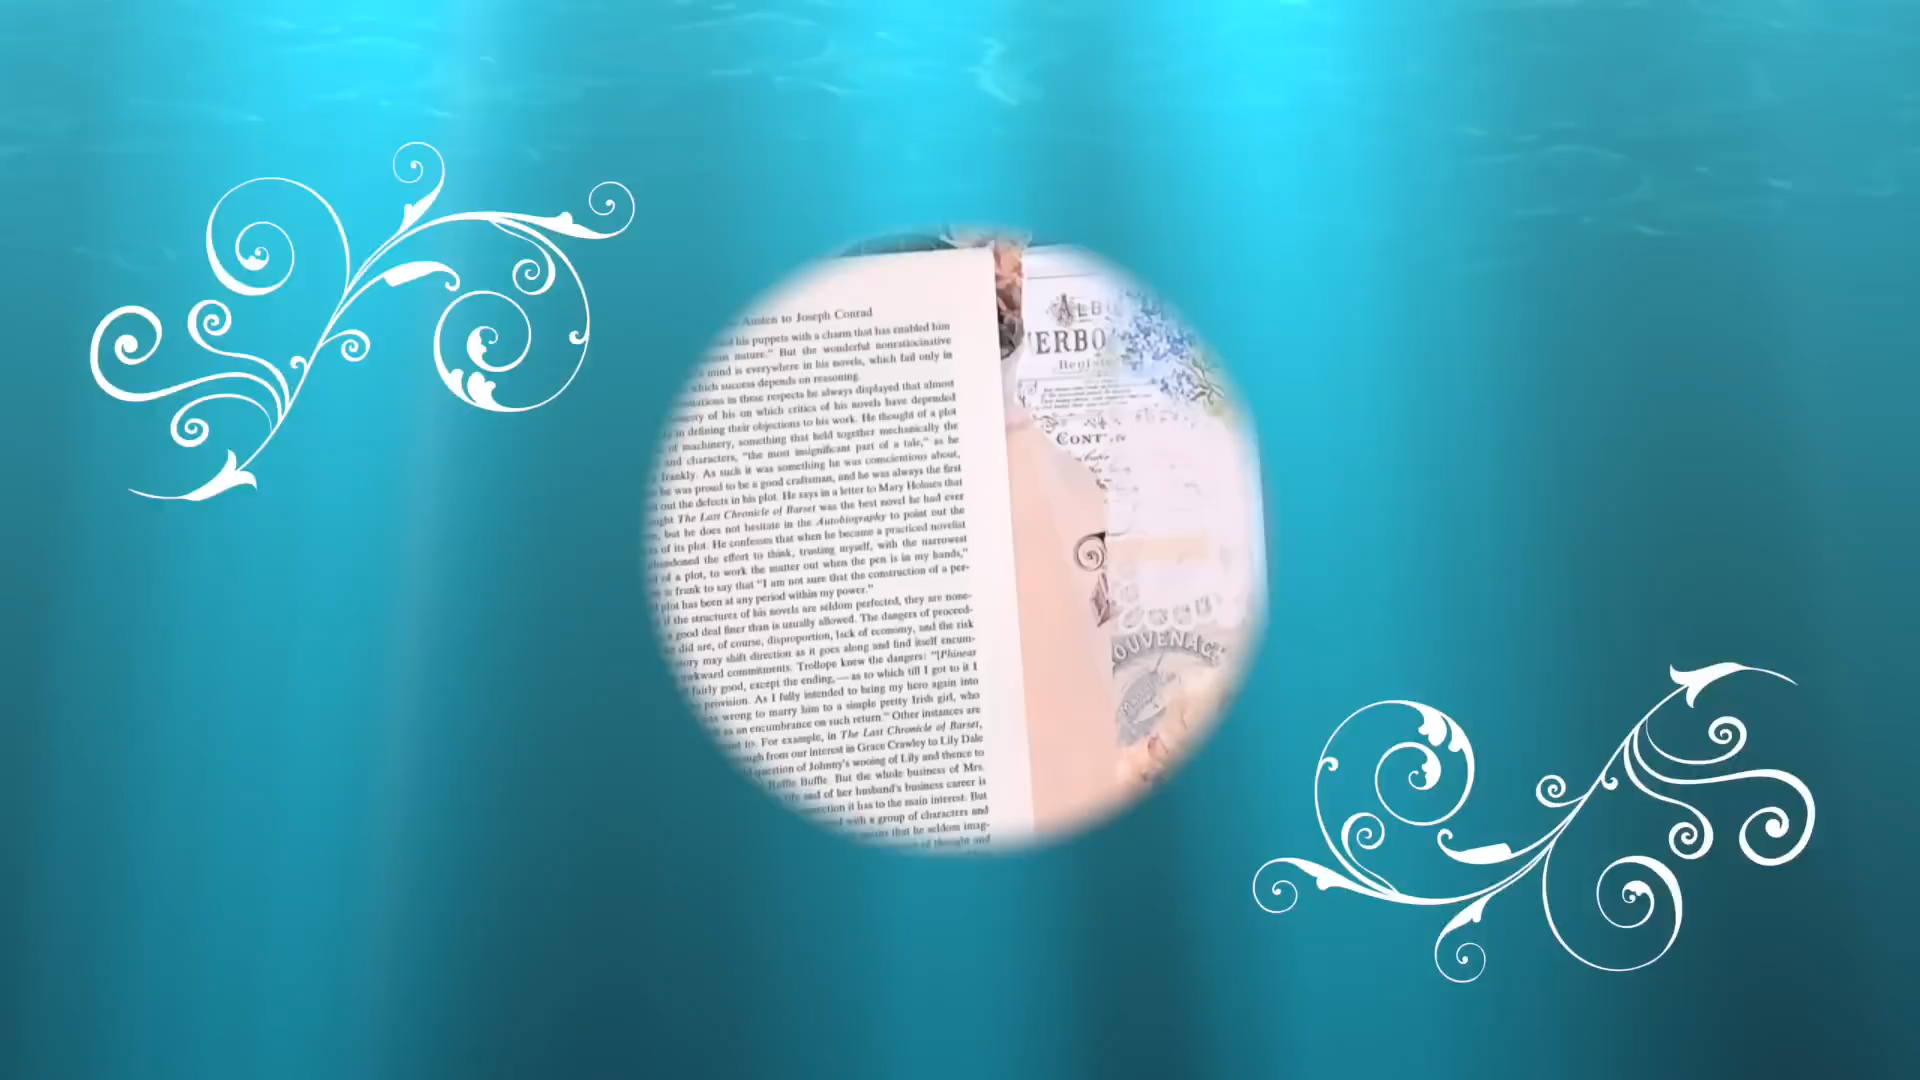 Austen to Joseph Conrad
his puppets with a charm that has enabled him
nature." But the wonderful nonratiocinative
mind is everywhere in his novels, which fail only in
which success depends on reasoning.
in these respects he always displayed that almost
of his on which critics of his novels have depended
in defining their objections to his work. He thought of a plot
of machinery, something that held together mechanically the
and characters, "the most insignificant part of a tale," as he
frankly. As such it was something he was conscientious about,
he was proud to be a good craftsman, and he was always the first
out the defects in his plot. He says in a letter to Mary Holmes that
The Last Chronicle of Barset was the best novel he had ever
but he does not hesitate in the Autobiography to point out the
of its plot. He confesses that when he became a practiced novelist
abandoned the effort to think, trusting myself, with the narrowest
of a plot, to work the matter out when the pen is in my hands,"
is frank to say that "I am not sure that the construction of a per-
plot has been at any period within my power."
if the structures of his novels are seldom perfected, they are none-
a good deal finer than is usually allowed. The dangers of proceed-
did are, of course, disproportion, lack of economy, and the risk
story may shift direction as it goes along and find itself encum-
awkward commitments. Trollope knew the dangers: "[Phineas
fairly good, except the ending,—as to which till I got to it I
provision. As I fully intended to being my hero again into
wrong to marry him to a simple pretty Irish girl, who
as an encumbrance on such return." Other instances are
For example, in The Last Chronicle of Barset,
from our interest in Grace Crawley to Lily Dale
question of Johnny's wooing of Lily and thence to
Raffle Buffle. But the whole business of Mrs.
and of her husband's business career is
it has to the main interest. But
with a group of characters and
that he seldom imag-
of thought and
ALB
ERBO
CONT
OUVENA